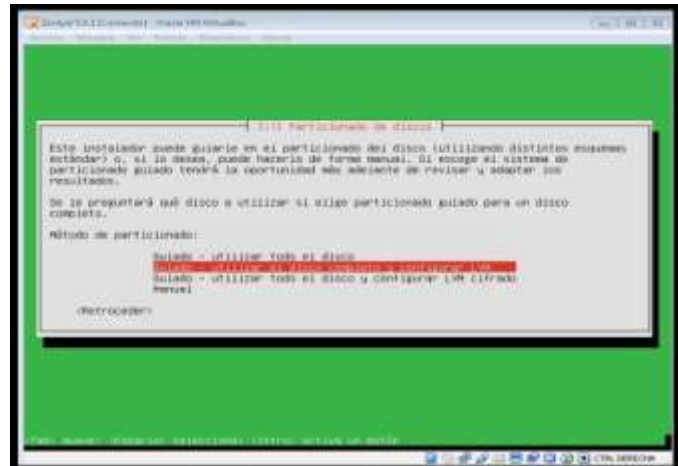 [!!] Particionado de discos
Este instalador puede guiarle en el particionado del disco (utilizando distintos esquemas
estándar) o, si lo desea, puede hacerlo de forma manual. Si escoge el sistema de
particionado guiado tendrá la oportunidad más adelante de revisar y adaptar los
resultados.
Se le preguntará qué disco a utilizar si elige particionado guiado para un disco
completo.
Método de particionado:
Guiado - utilizar todo el disco
Guiado - utilizar el disco completo y configurar LVM
Guiado - utilizar todo el disco y configurar LVM cifrado
Manual
<Retroceder>
CTRL DERECHA